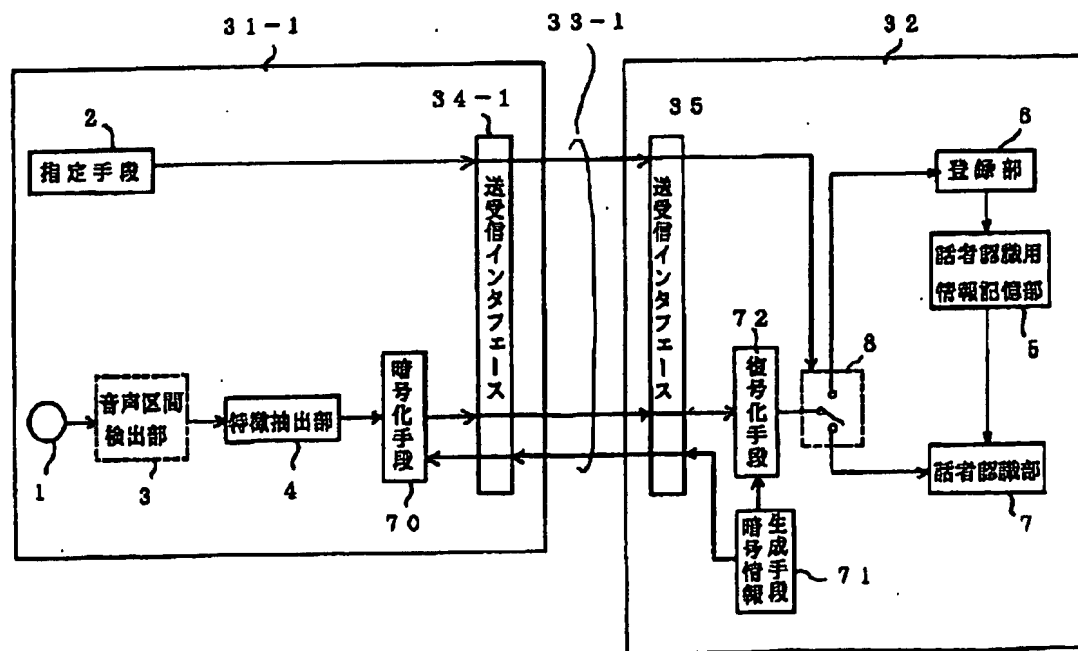 31-1
33-1
32
34-1
35
2
指定手段
送受信インタフェース
送受信インタフェース
6
登録部
話者認識用
情報記憶部
5
72
復号化手段
8
暗号化手段
70
音声区間
検出部
3
特徴抽出部
4
1
話者認識部
7
生成手段
暗号情報
71